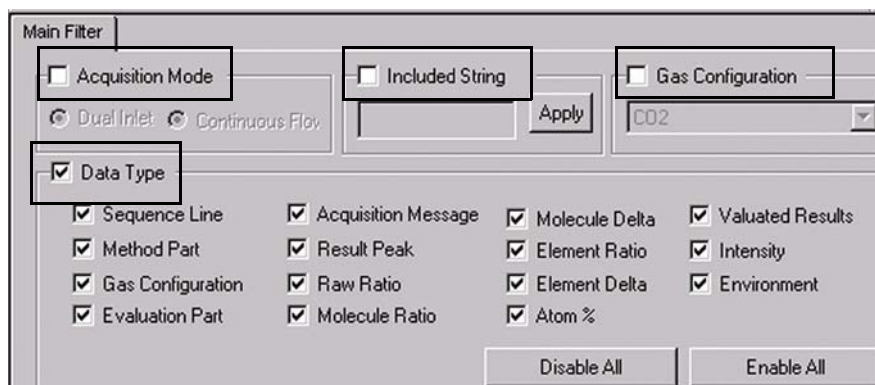 Main Filter
Acquisition Mode
Included String
Gas Configuration
Dual Inlet
Continuous Flov
Apply
CO2
Data Type
Sequence Line
Acquisition Message
Molecule Delta
Valuated Results
Method Part
Result Peak
Element Ratio
Intensity
Gas Configuration
Raw Ratio
Element Delta
Environment
Evaluation Part
Molecule Ratio
Atom %
Disable All
Enable All